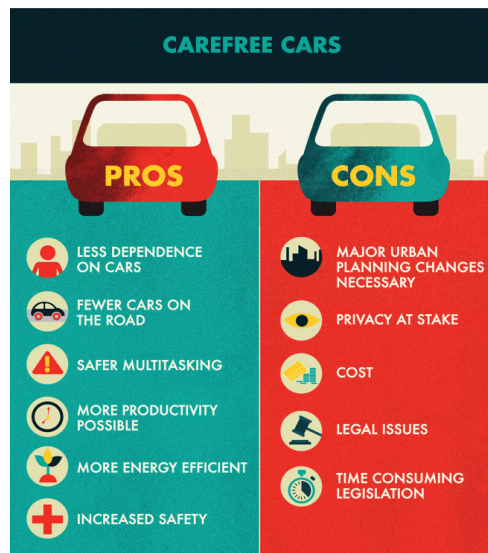 CAREFREE CARS
PROS
LESS DEPENDENCE
ON CARS
FEWER CARS ON
THE ROAD
SAFER MULTITASKING
MORE PRODUCTIVITY
POSSIBLE
MORE ENERGY EFFICIENT
INCREASED SAFETY
CONS
MAJOR URBAN
PLANNING CHANGES
NECESSARY
PRIVACY AT STAKE
COST
LEGAL ISSUES
TIME CONSUMING
LEGISLATION